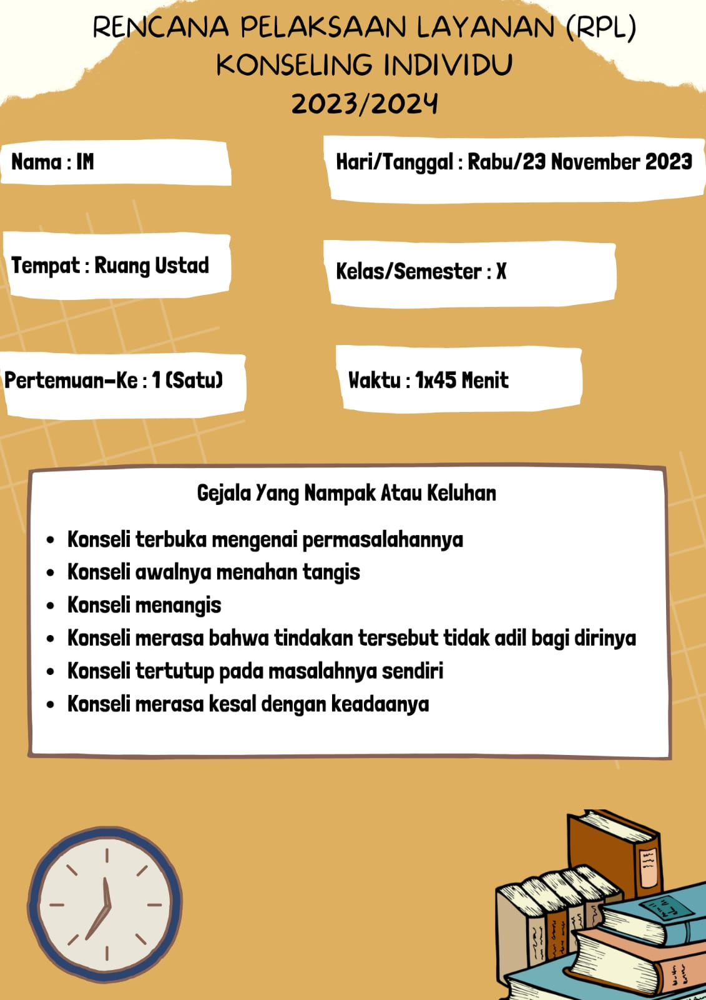 RENCANA PELAKSAAN LAYANAN (RPL)
KONSELING INDIVIDU
2023/2024
Nama : IM
Hari/Tanggal : Rabu/23 November 2023
Tempat : Ruang Ustad
Kelas/Semester : X
Pertemuan-Ke : 1 (Satu)
Waktu : 1x45 Menit
Gejala Yang Nampak Atau Keluhan
• Konseli terbuka mengenai permasalahannya
• Konseli awalnya menahan tangis
• Konseli menangis
• Konseli merasa bahwa tindakan tersebut tidak adil bagi dirinya
• Konseli tertutup pada masalahnya sendiri
• Konseli merasa kesal dengan keadaanya